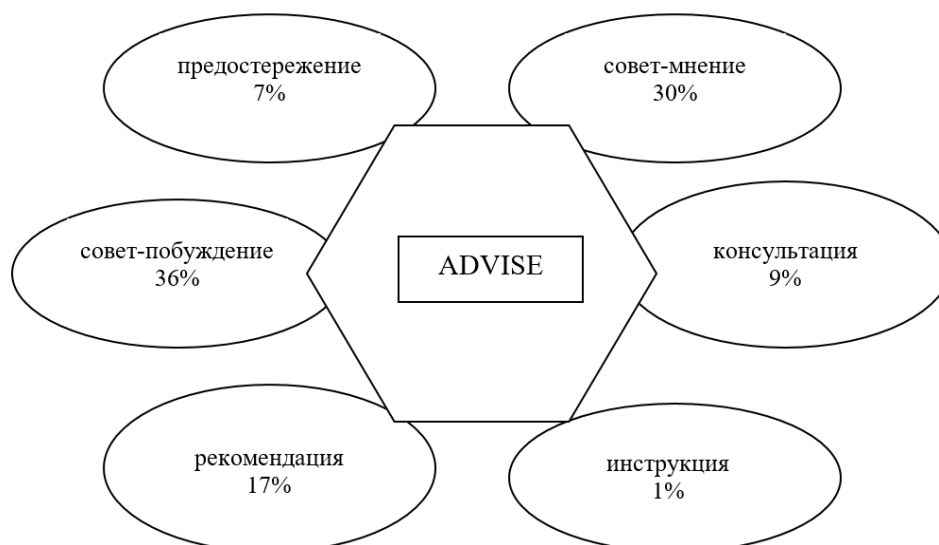 предостережение
7%
совет-мнение
30%
совет-побуждение
36%
ADVISE
консультация
9%
рекомендация
17%
инструкция
1%